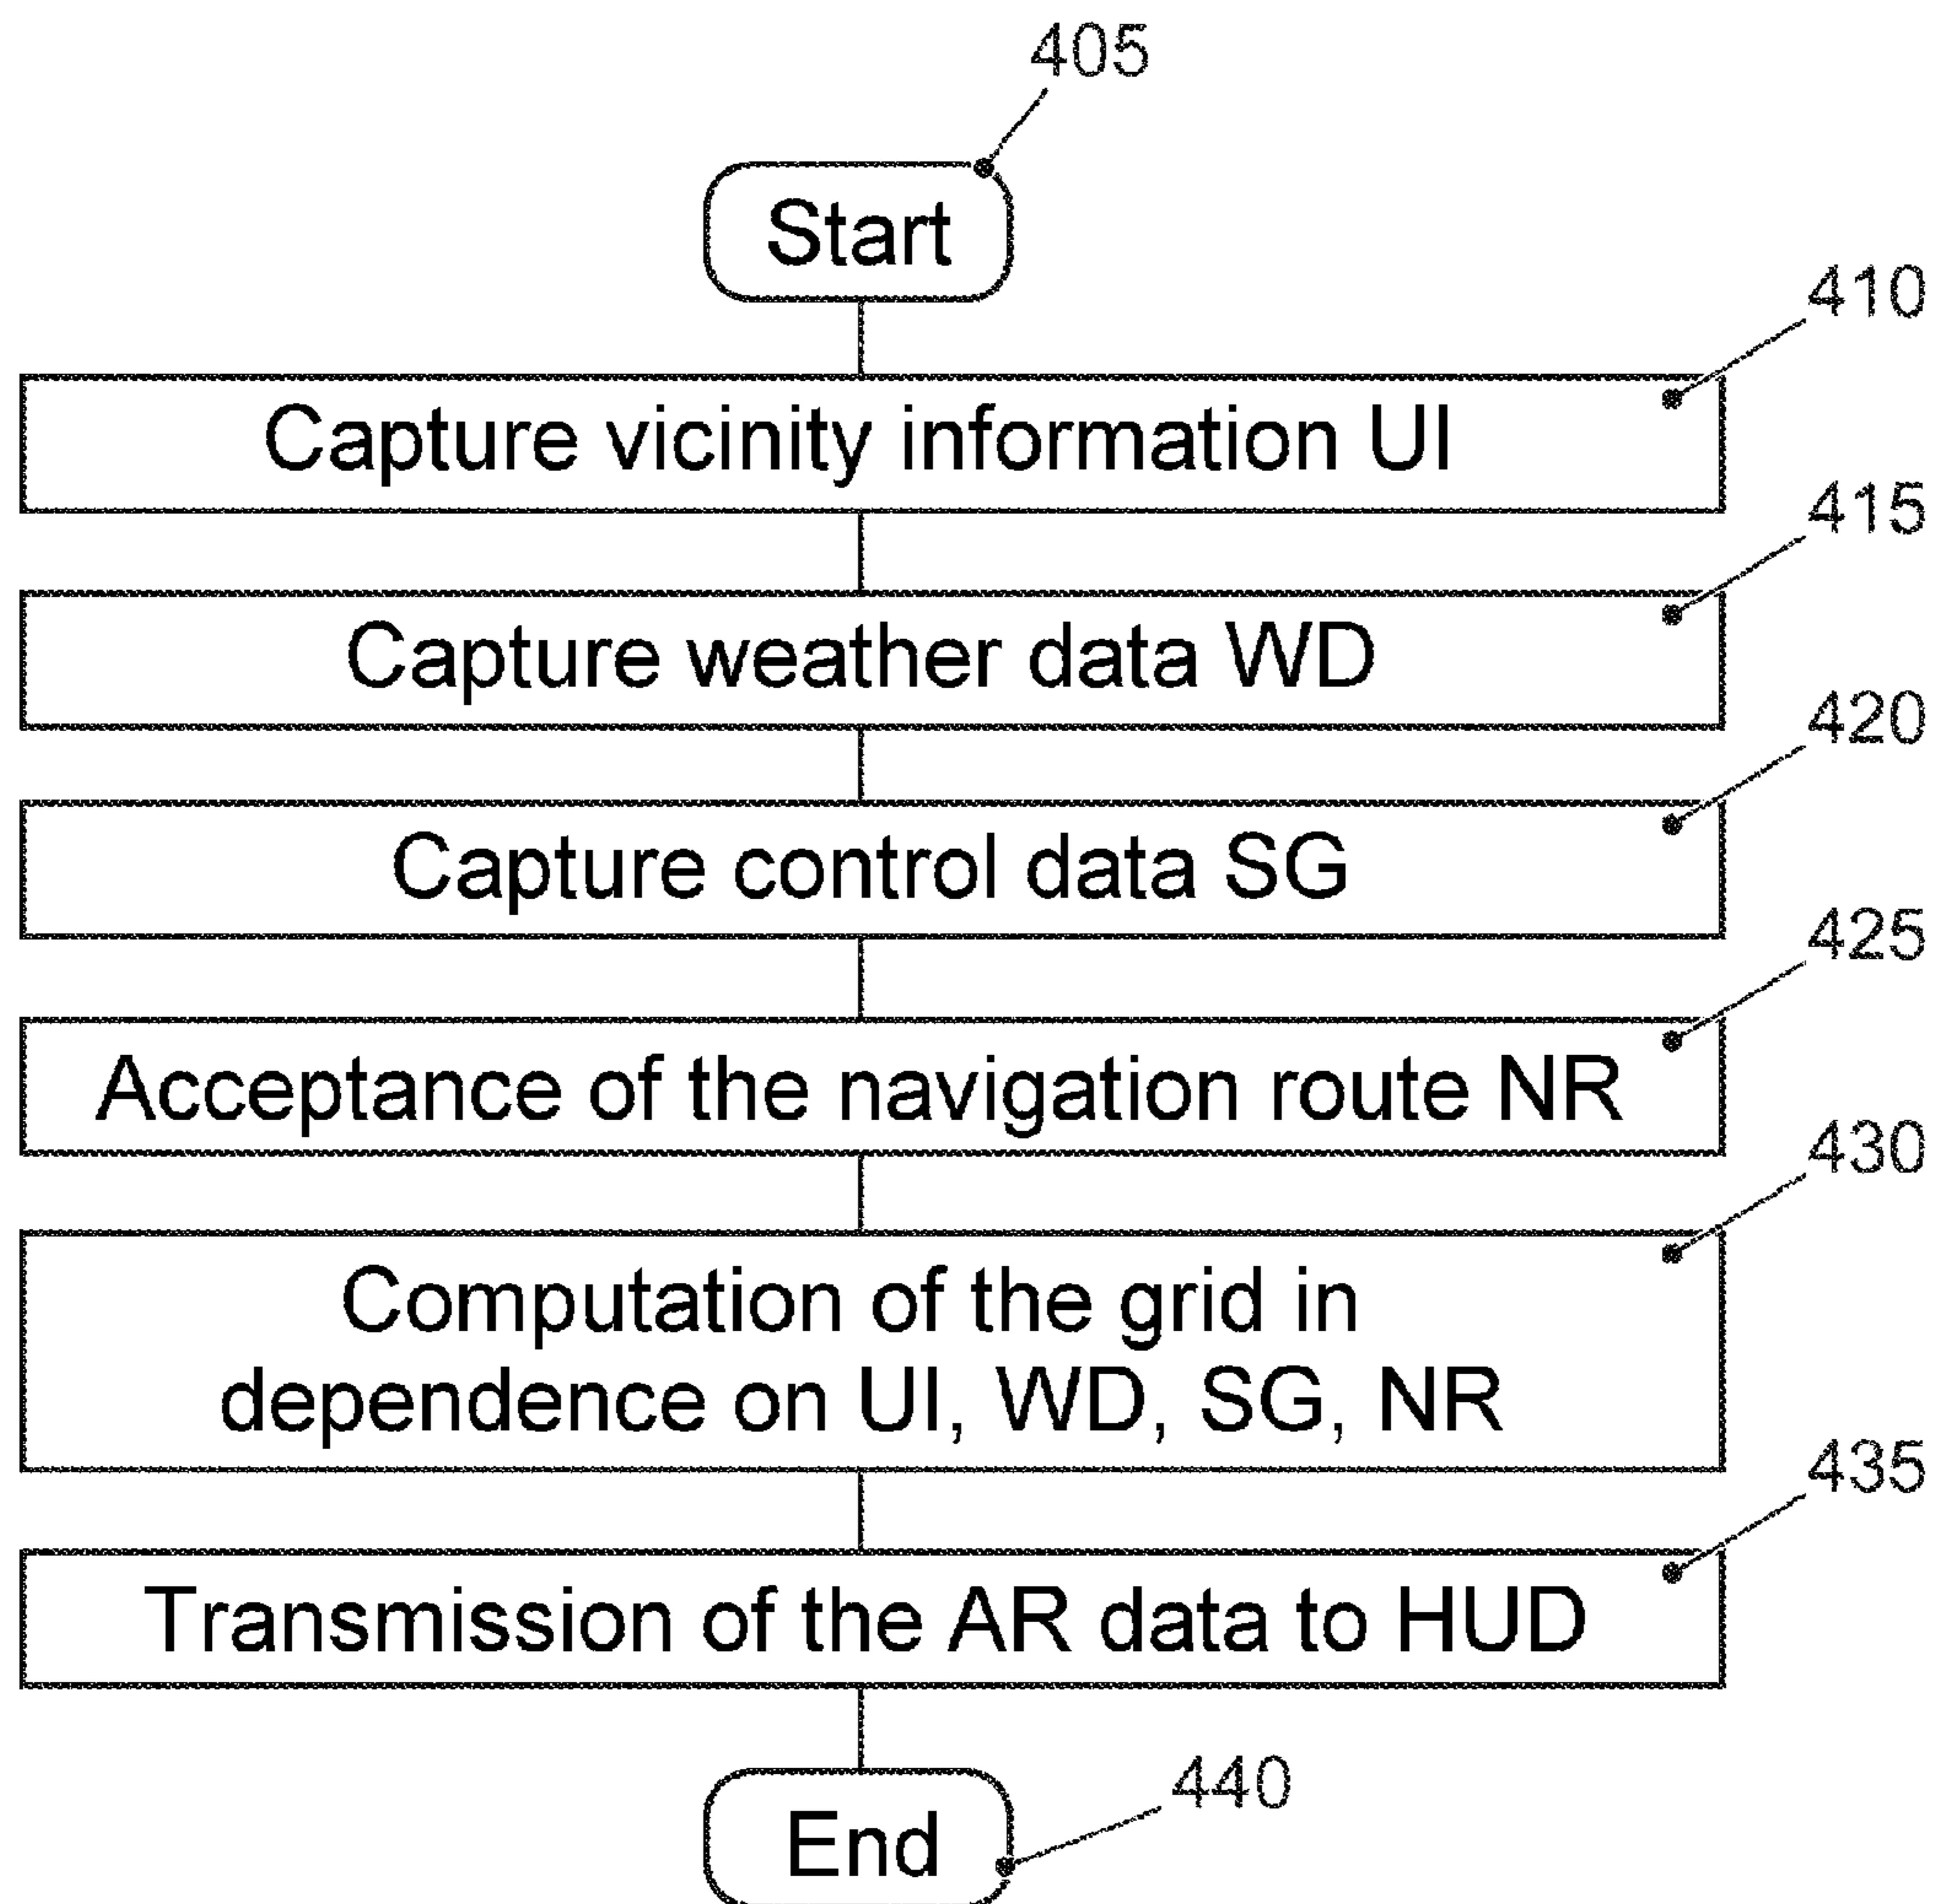 405
Start
410
Capture vicinity information UI
415
Capture weather data WD
420
Capture control data SG
425
Acceptance of the navigation route NR
430
Computation of the grid in
dependence on UI, WD, SG, NR
435
Transmission of the AR data to HUD
440
End